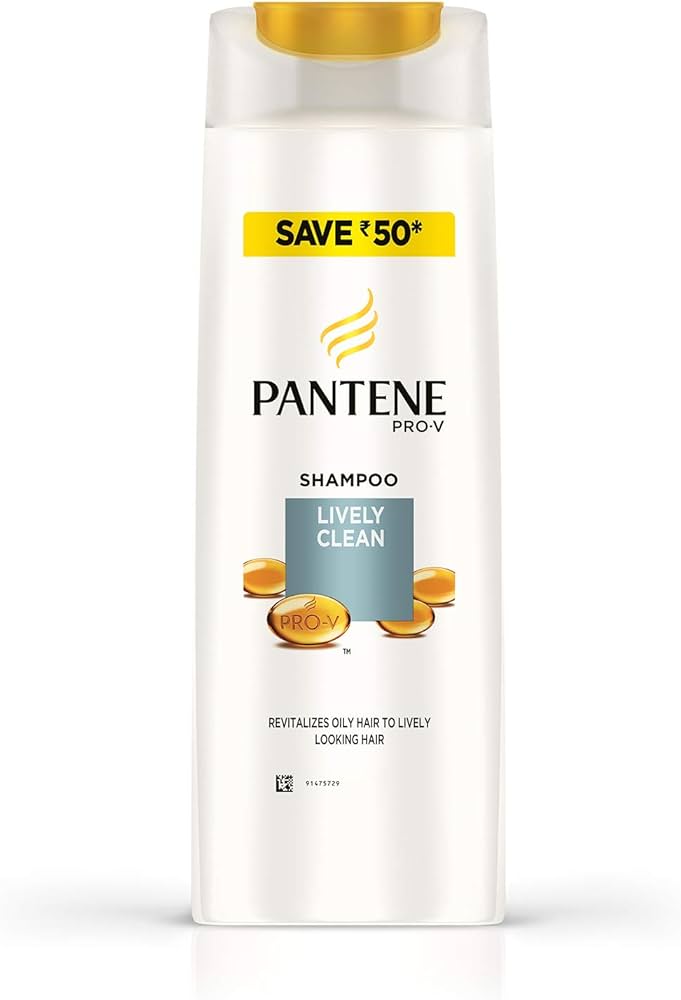 SAVE ₹50*
PANTENE
PRO-V
SHAMPOO
LIVELY
CLEAN
PRO-V
™
REVITALIZES OILY HAIR TO LIVELY
LOOKING HAIR
91475729